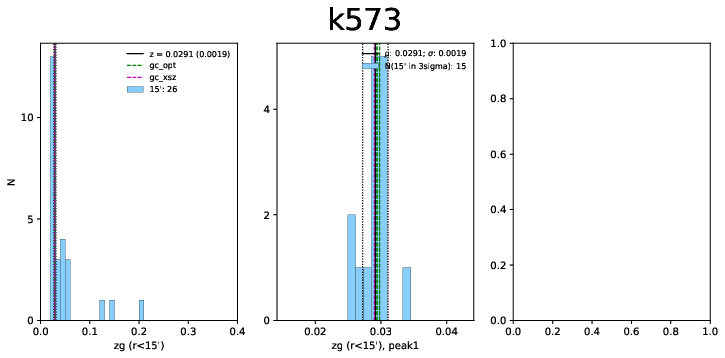 k573
z = 0.0291 (0.0019)
gc_opt
gc_xsz
15': 26
N
10
5
0
0.0 0.1 0.2 0.3 0.4
zg (r<15')
μ: 0.0291; σ: 0.0019
N(15' in 3sigma): 15
4
2
0
0.02 0.03 0.04
zg (r<15'), peak1
1.0
0.8
0.6
0.4
0.2
0.0
0.0 0.2 0.4 0.6 0.8 1.0